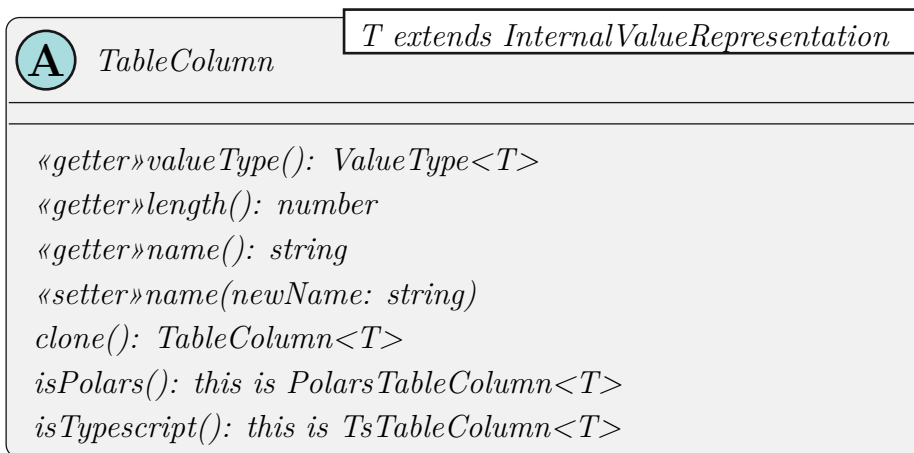 T extends InternalValueRepresentation
A TableColumn
«getter»valueType(): ValueType<T>
«getter»length(): number
«getter»name(): string
«setter»name(newName: string)
clone(): TableColumn<T>
isPolars(): this is PolarsTableColumn<T>
isTypescript(): this is TsTableColumn<T>